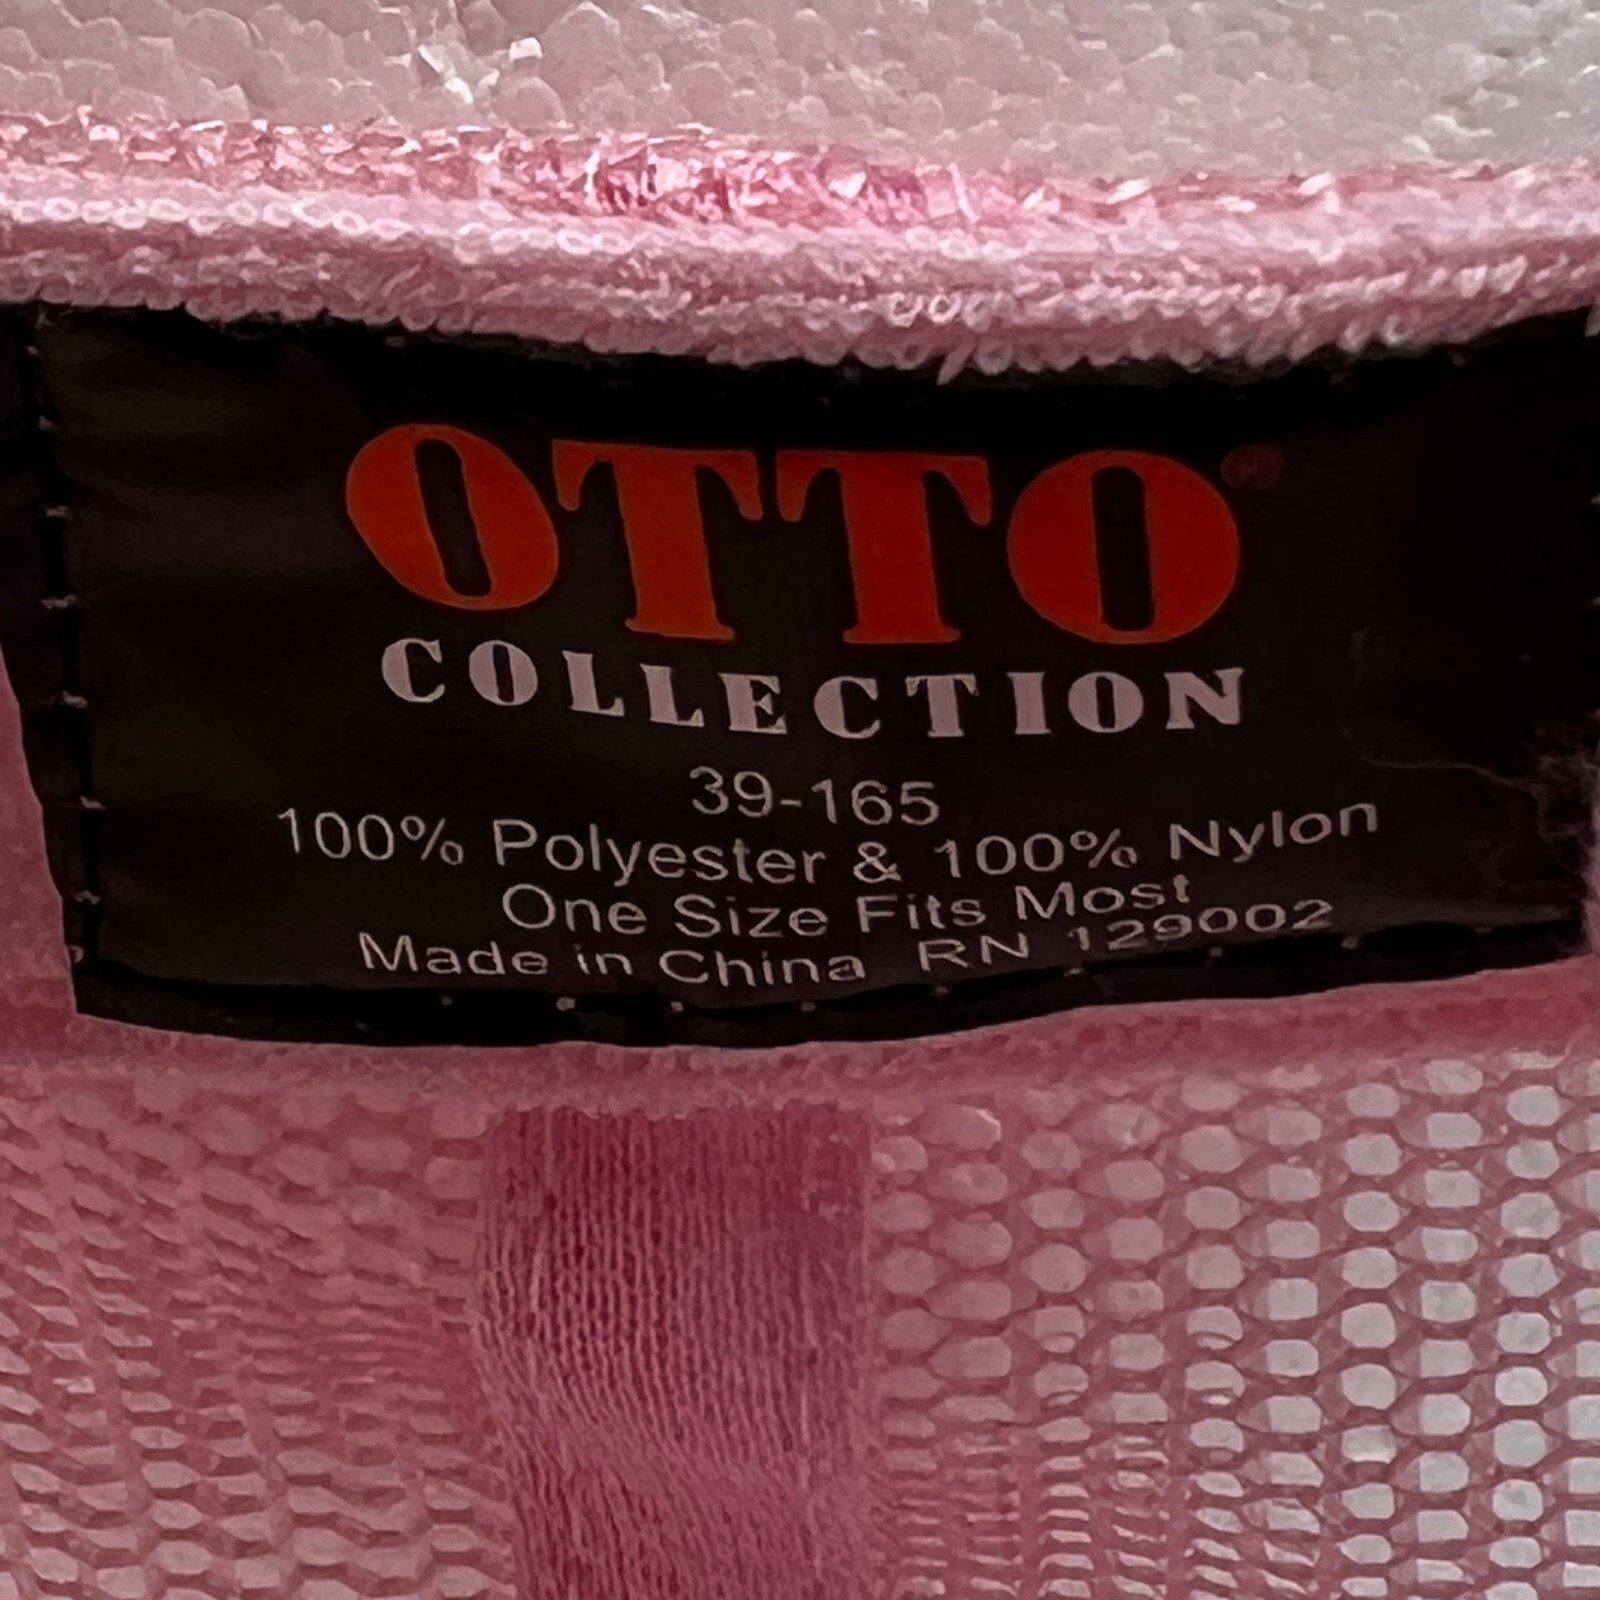 OTTO
COLLECTION
39-165
100% Polyester & 100% Nylon
One Size Fits Most
Made in China RN 129002